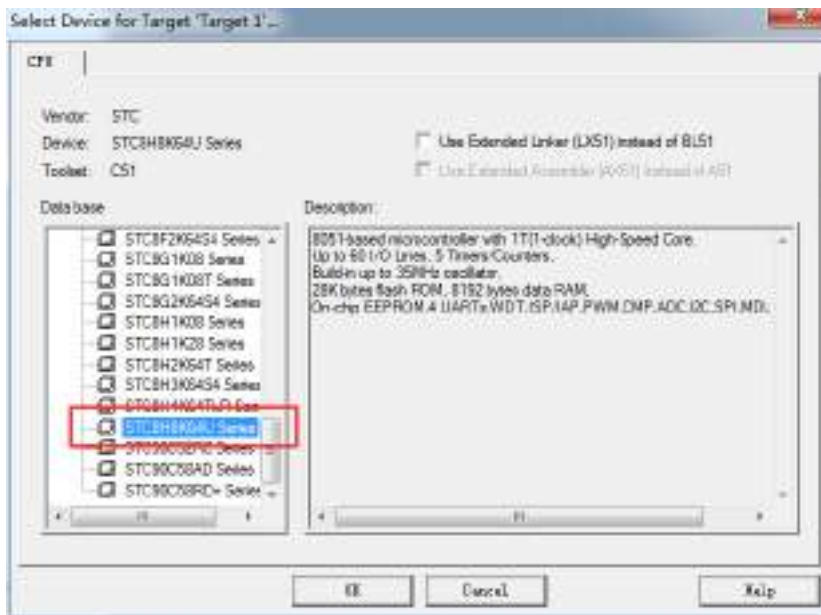 Select Device for Target 'Target 1'...
CPU
Vendor: STC
Device: STC8H8K64U Series
Toolset: C51
Use Extended Linker (LX51) instead of BL51
Use Extended Assembler (AX51) instead of A51
Data base
Description:
STC8F2K64S4 Series
STC8G1K08 Series
STC8G1K08T Series
STC8G2K64S4 Series
STC8H1K08 Series
STC8H1K28 Series
STC8H2K64T Series
STC8H3K64S4 Series
STC8H4K64TLR Ser
STC8H8K64U Series
Series
STC90C58AD Series
STC90C58RD+ Series
8051-based microcontroller with 1T(1-clock) High-Speed Core.
Up to 60 I/O Lines, 5 Timers/Counters,
Build-in up to 35MHz oscillator.
28K bytes flash ROM, 8192 bytes data RAM,
On-chip EEPROM,4 UARTs,WDT,ISP/IAP,PWM,CMP,ADC,I2C,SPI,MDU,
OK
Cancel
Help